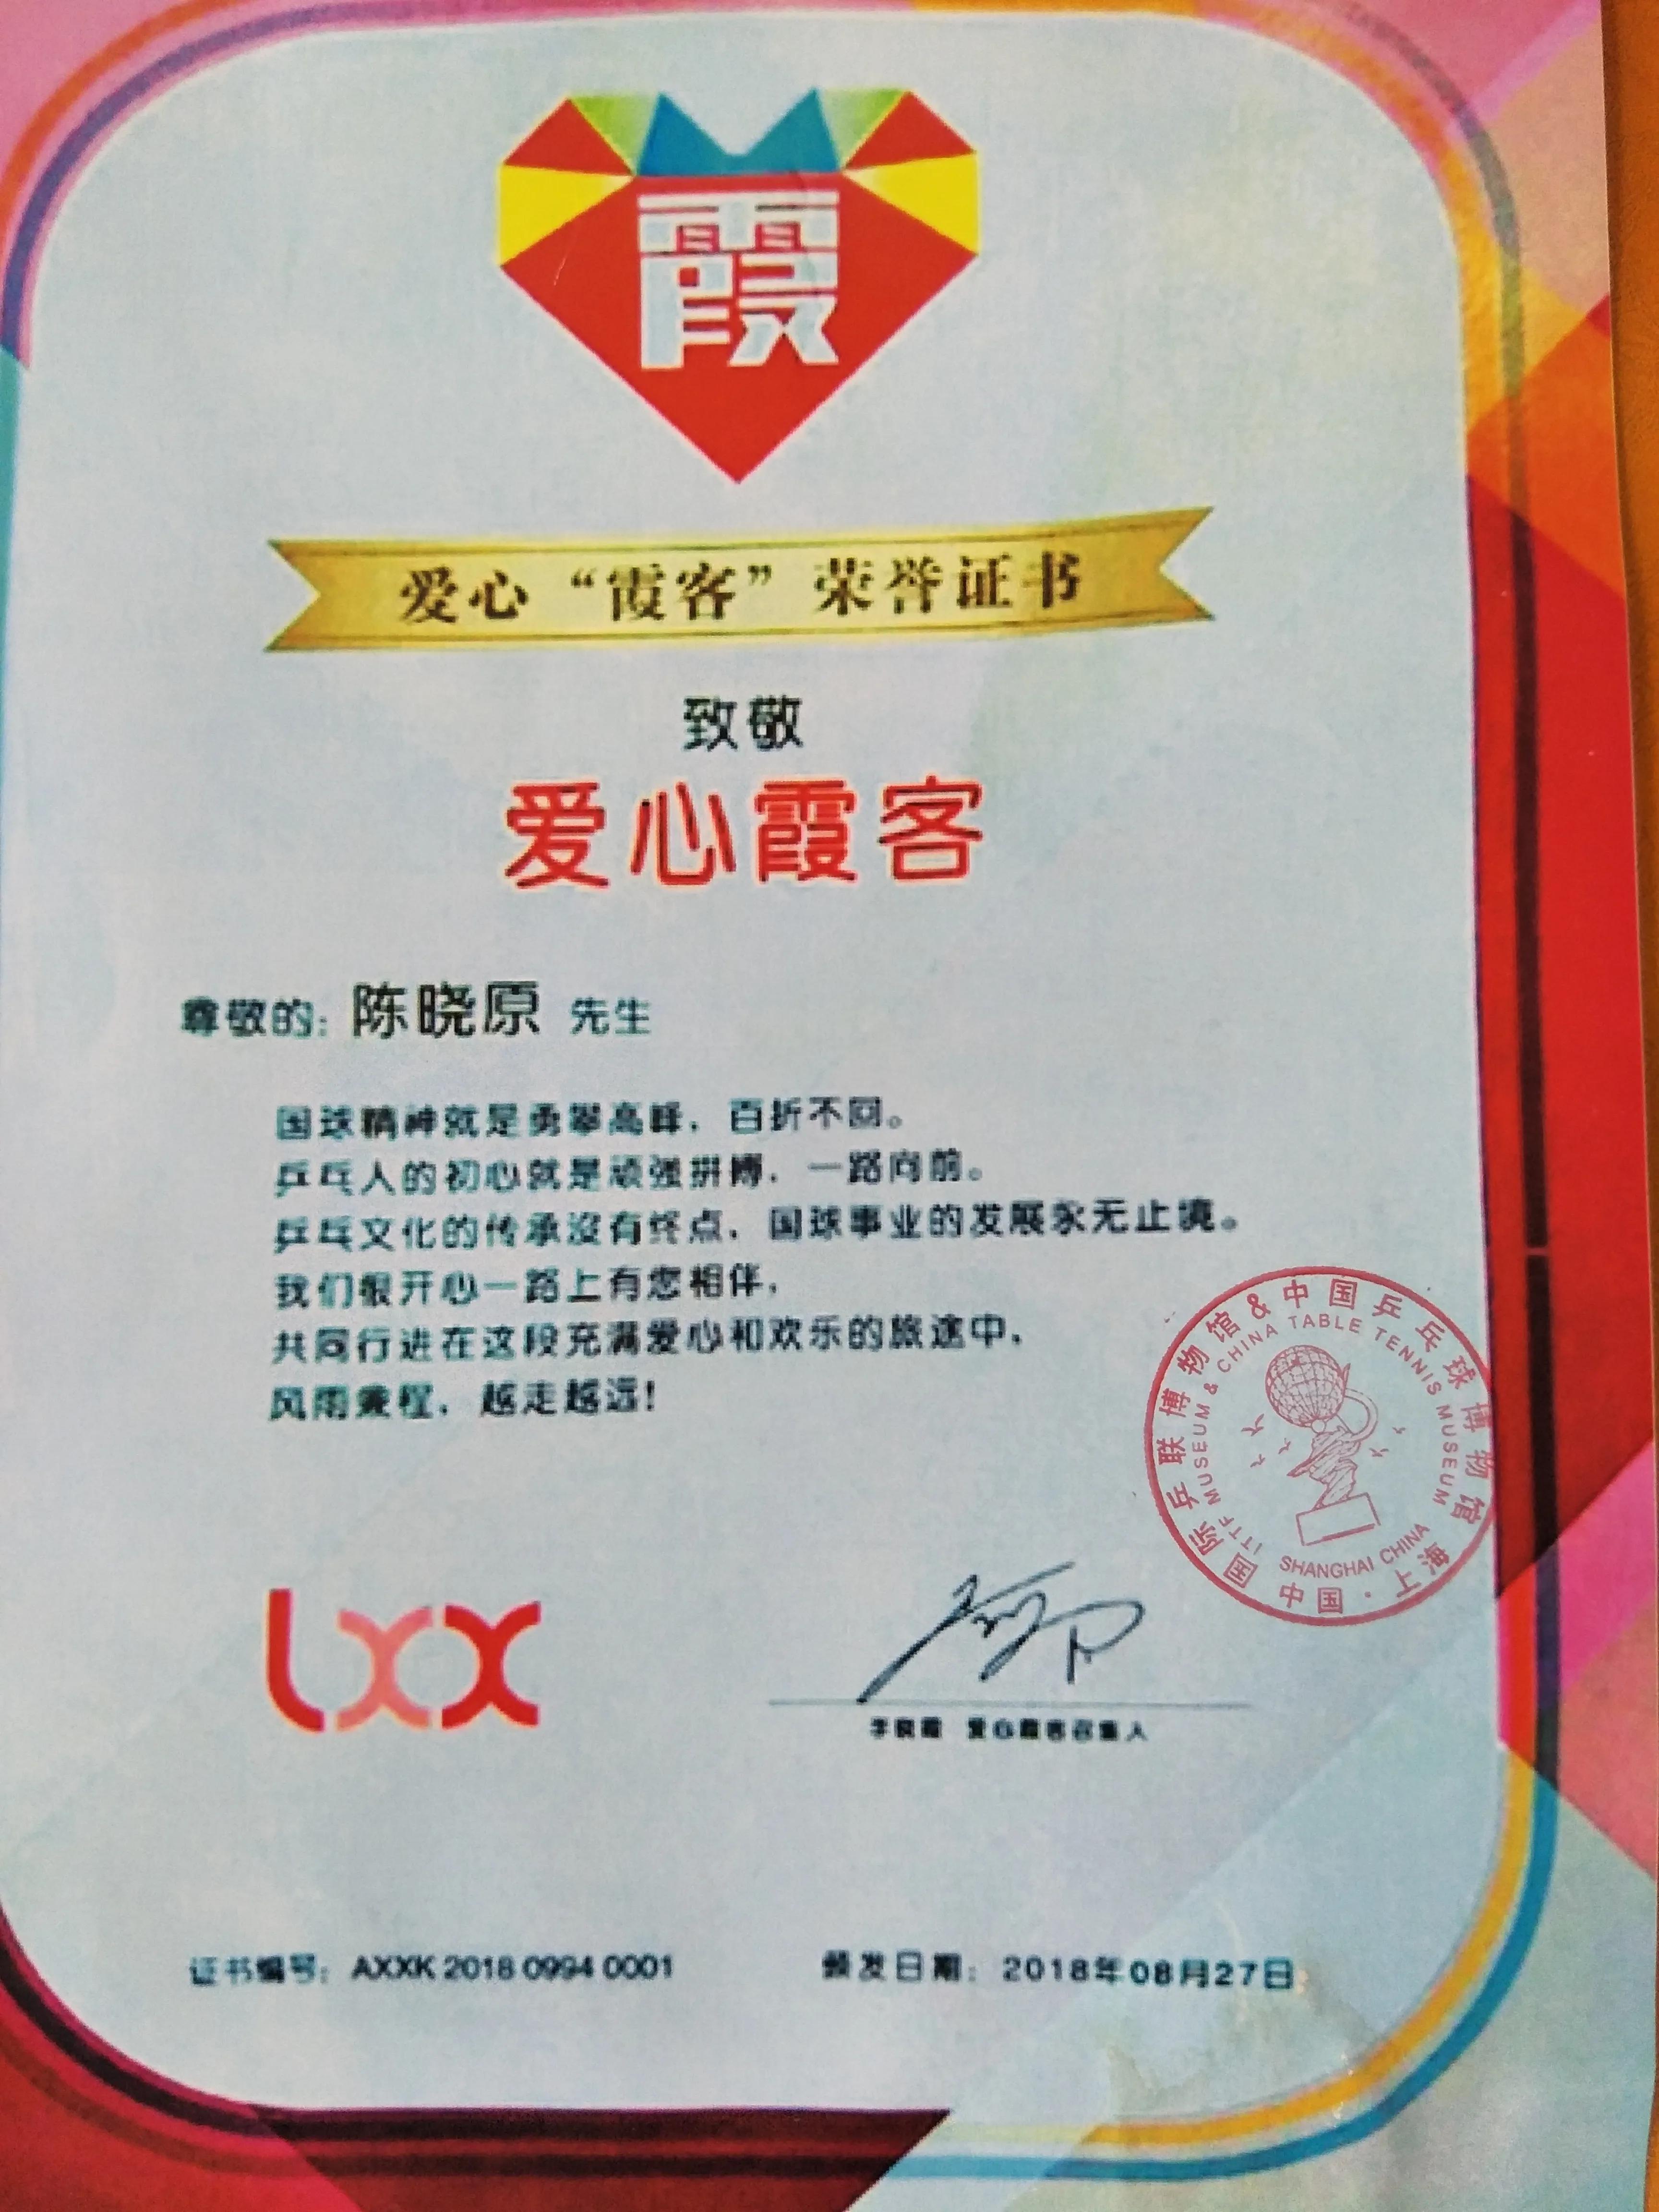 霞
爱心“霞客”荣誉证书
致敬
爱心霞客
尊敬的: 陈晓原 先生
国球精神就是勇攀高峰，百折不回。
乒乓人的初心就是顽强拼搏，一路向前。
乒乓文化的传承没有终点，国球事业的发展永无止境。
我们很开心一路上有您相伴，
共同行进在这段充满爱心和欢乐的旅途中，
风雨兼程，越走越远!
国际乒联博物馆&中国乒乓球博物馆
ITTF MUSEUM & CHINA TABLE TENNIS MUSEUM
SHANGHAI CHINA
中国·上海
LXX
李晓霞 爱心霞客召集人
证书编号: AXXK 2018 0994 0001
颁发日期: 2018年08月27日